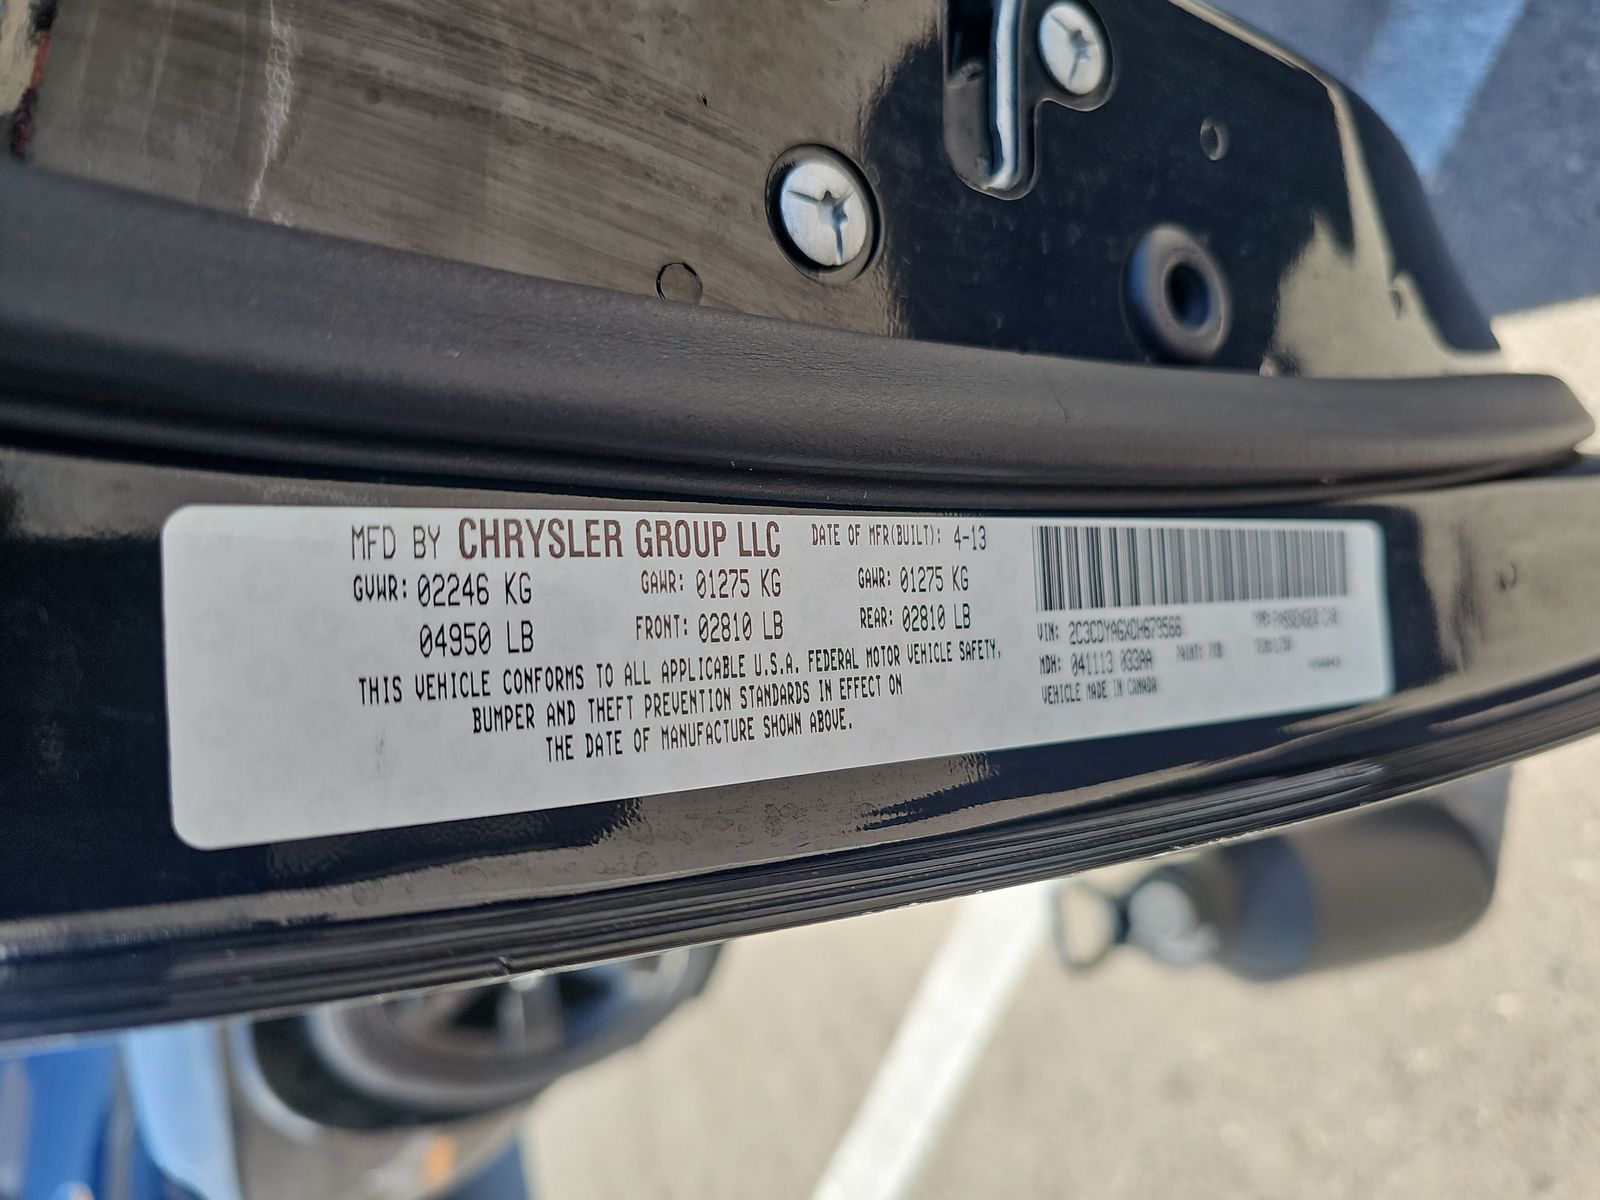 MFD BY CHRYSLER GROUP LLC DATE OF MFR(BUILT): 4-13
GVWR: 02246 KG GAWR: 01275 KG GAWR: 01275 KG
04950 LB FRONT: 02810 LB REAR: 02810 LB
THIS VEHICLE CONFORMS TO ALL APPLICABLE U.S.A. FEDERAL MOTOR VEHICLE SAFETY,
BUMPER AND THEFT PREVENTION STANDARDS IN EFFECT ON
THE DATE OF MANUFACTURE SHOWN ABOVE.
VIN: 2C3CDYAGXDH679566 PASSENGER CAR
MDH: 041113 033AA PAINT:
VEHICLE MADE IN CANADA